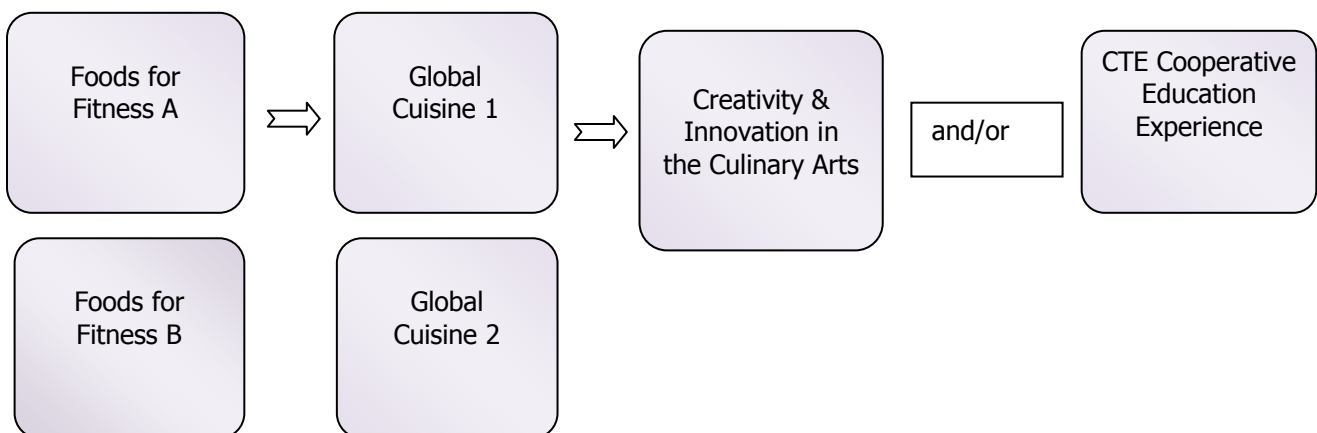 Foods for
Fitness A
Global
Cuisine 1
Creativity &
Innovation in
the Culinary Arts
and/or
CTE Cooperative
Education
Experience
Foods for
Fitness B
Global
Cuisine 2